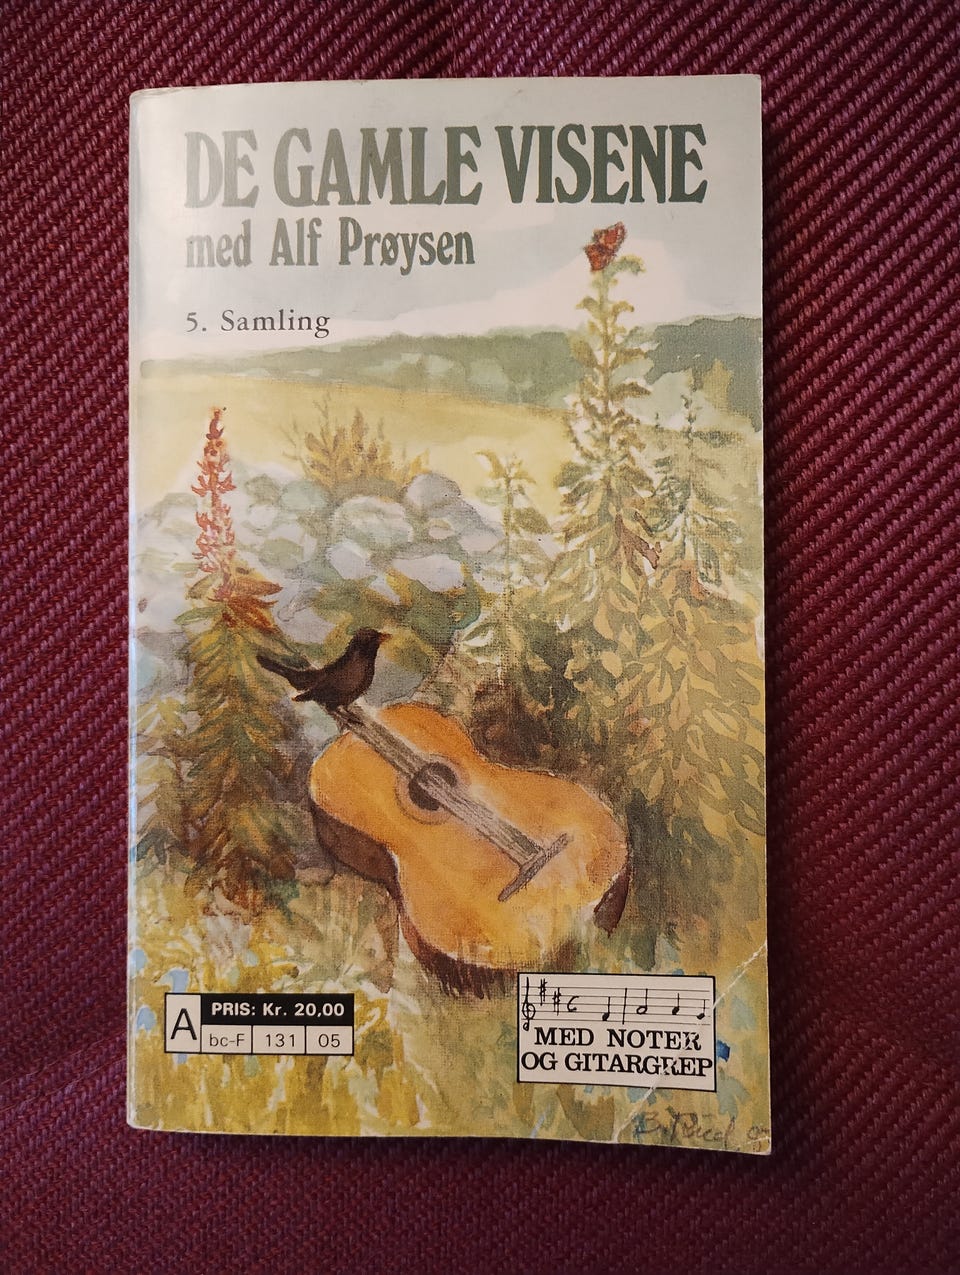 DE GAMLE VISENE
med Alf Prøysen
5. Samling
A
PRIS: Kr. 20,00
bc-F 131 05
MED NOTER
OG GITARGREP